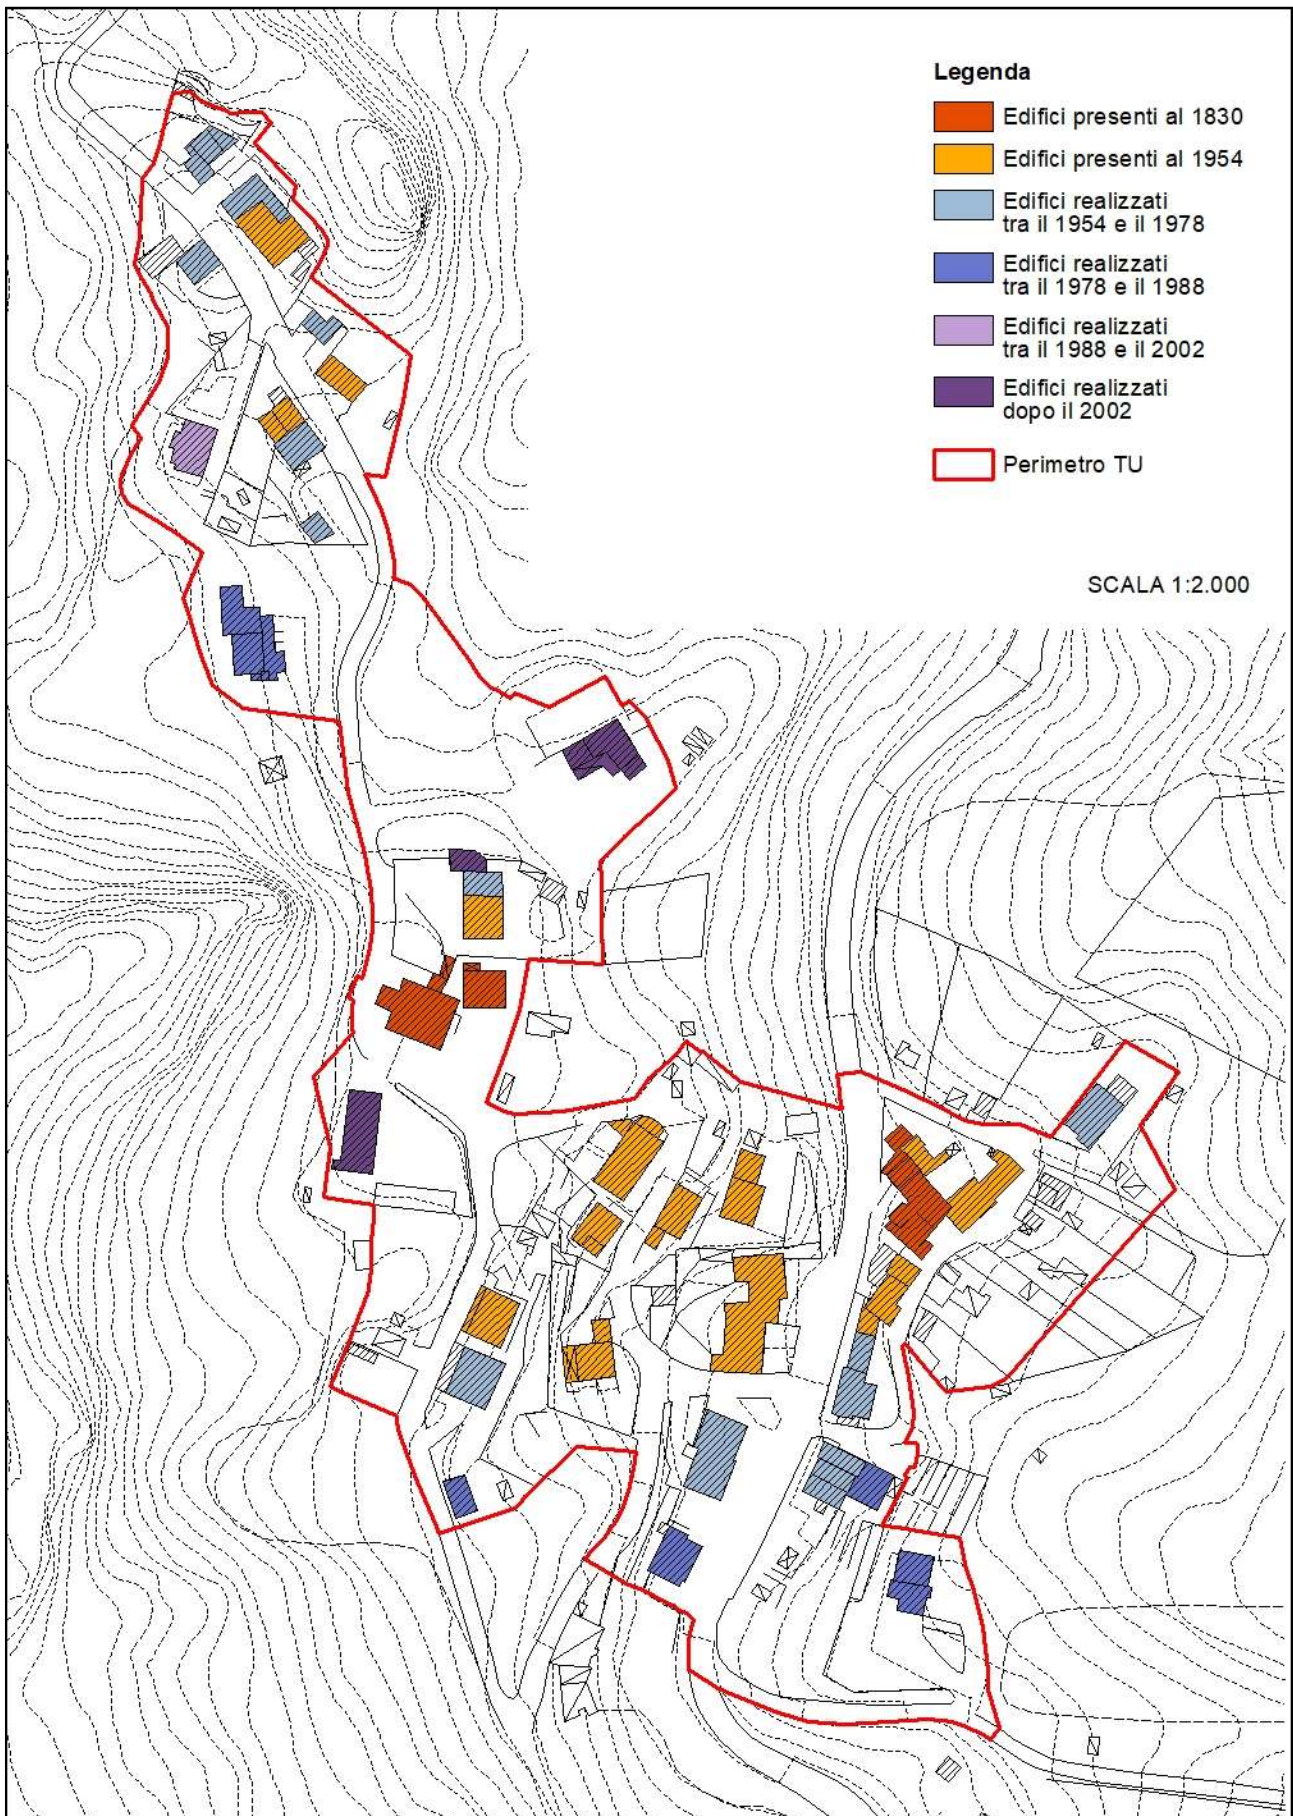 Legenda
Edifici presenti al 1830
Edifici presenti al 1954
Edifici realizzati
tra il 1954 e il 1978
Edifici realizzati
tra il 1978 e il 1988
Edifici realizzati
tra il 1988 e il 2002
Edifici realizzati
dopo il 2002
Perimetro TU
SCALA 1:2.000